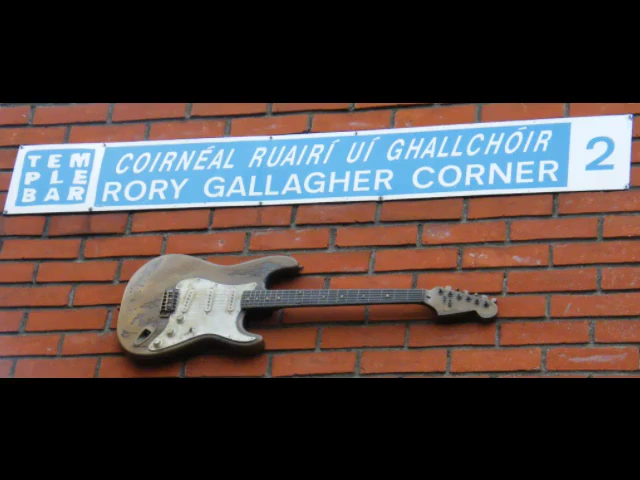 TEM
PLE
BAR
COIRNÉAL RUAIRÍ UÍ GHALLCHÓIR
RORY GALLAGHER CORNER
2